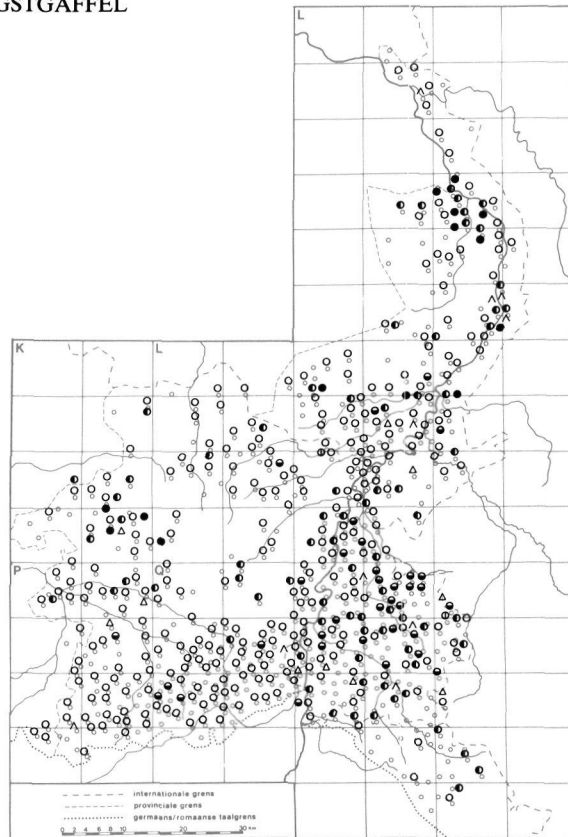 GSTGAFFEL
L
K
L
P
Q
internationale grens
provinciale grens
germaans/romaanse taalgrens
0 2 4 6 8 10 20 30 KM